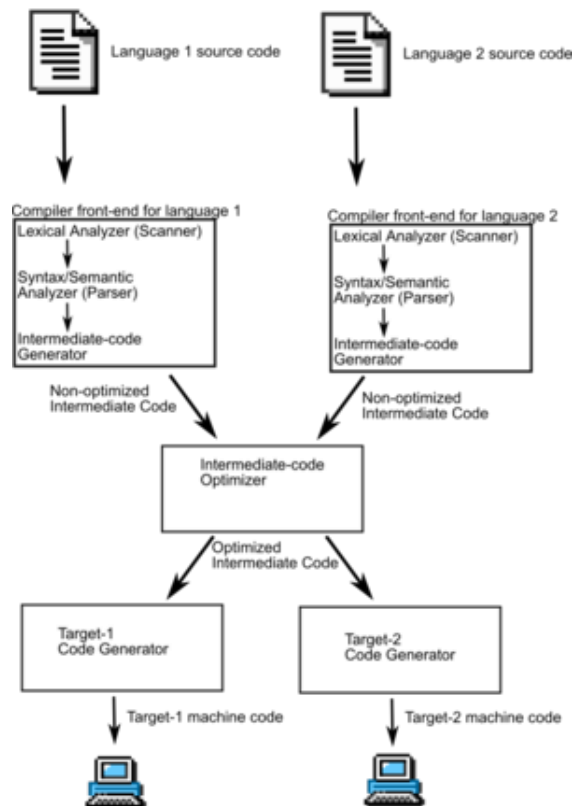 Language 1 source code
Language 2 source code
Compiler front-end for language 1
Lexical Analyzer (Scanner)
Syntax/Semantic
Analyzer (Parser)
Intermediate-code
Generator
Compiler front-end for language 2
Lexical Analyzer (Scanner)
Syntax/Semantic
Analyzer (Parser)
Intermediate-code
Generator
Non-optimized
Intermediate Code
Non-optimized
Intermediate Code
Intermediate-code
Optimizer
Optimized
Intermediate Code
Target-1
Code Generator
Target-2
Code Generator
Target-1 machine code
Target-2 machine code